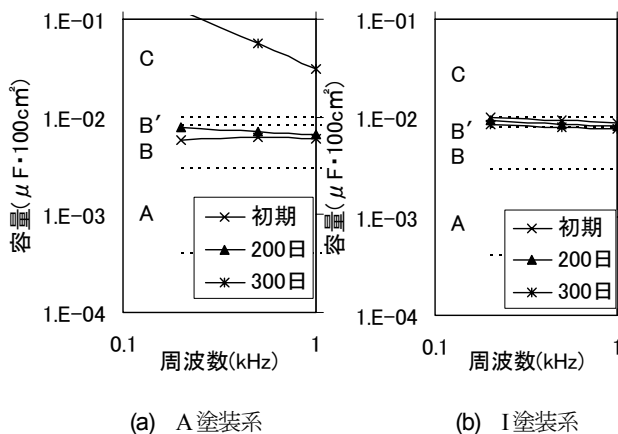 1.E-01
1.E-02
1.E-03
1.E-04
容量(μF・100c㎡)
C
B′
B
A
初期
200日
300日
0.1
1
周波数(kHz)
(a) A塗装系
1.E-01
1.E-02
1.E-03
1.E-04
容量(μF・100c㎡)
C
B′
B
A
初期
200日
300日
0.1
1
周波数(kHz)
(b) I塗装系